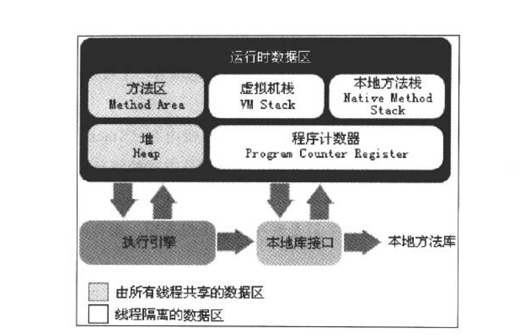 运行时数据区
方法区
Method Area
虚拟机栈
VM Stack
本地方法栈
Native Method
Stack
堆
Heap
程序计数器
Program Counter Register
执行引擎
本地库接口
本地方法库
由所有线程共享的数据区
线程隔离的数据区